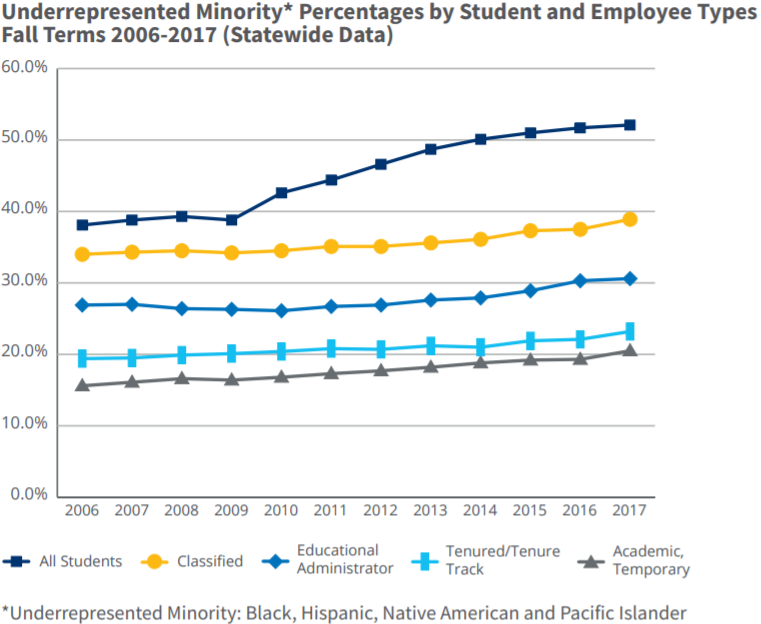 Underrepresented Minority* Percentages by Student and Employee Types
Fall Terms 2006-2017 (Statewide Data)
60.0%
50.0%
40.0%
30.0%
20.0%
10.0%
0.0%
2006 2007 2008 2009 2010 2011 2012 2013 2014 2015 2016 2017
All Students
Classified
Educational
Administrator
Tenured/Tenure
Track
Academic,
Temporary
*Underrepresented Minority: Black, Hispanic, Native American and Pacific Islander